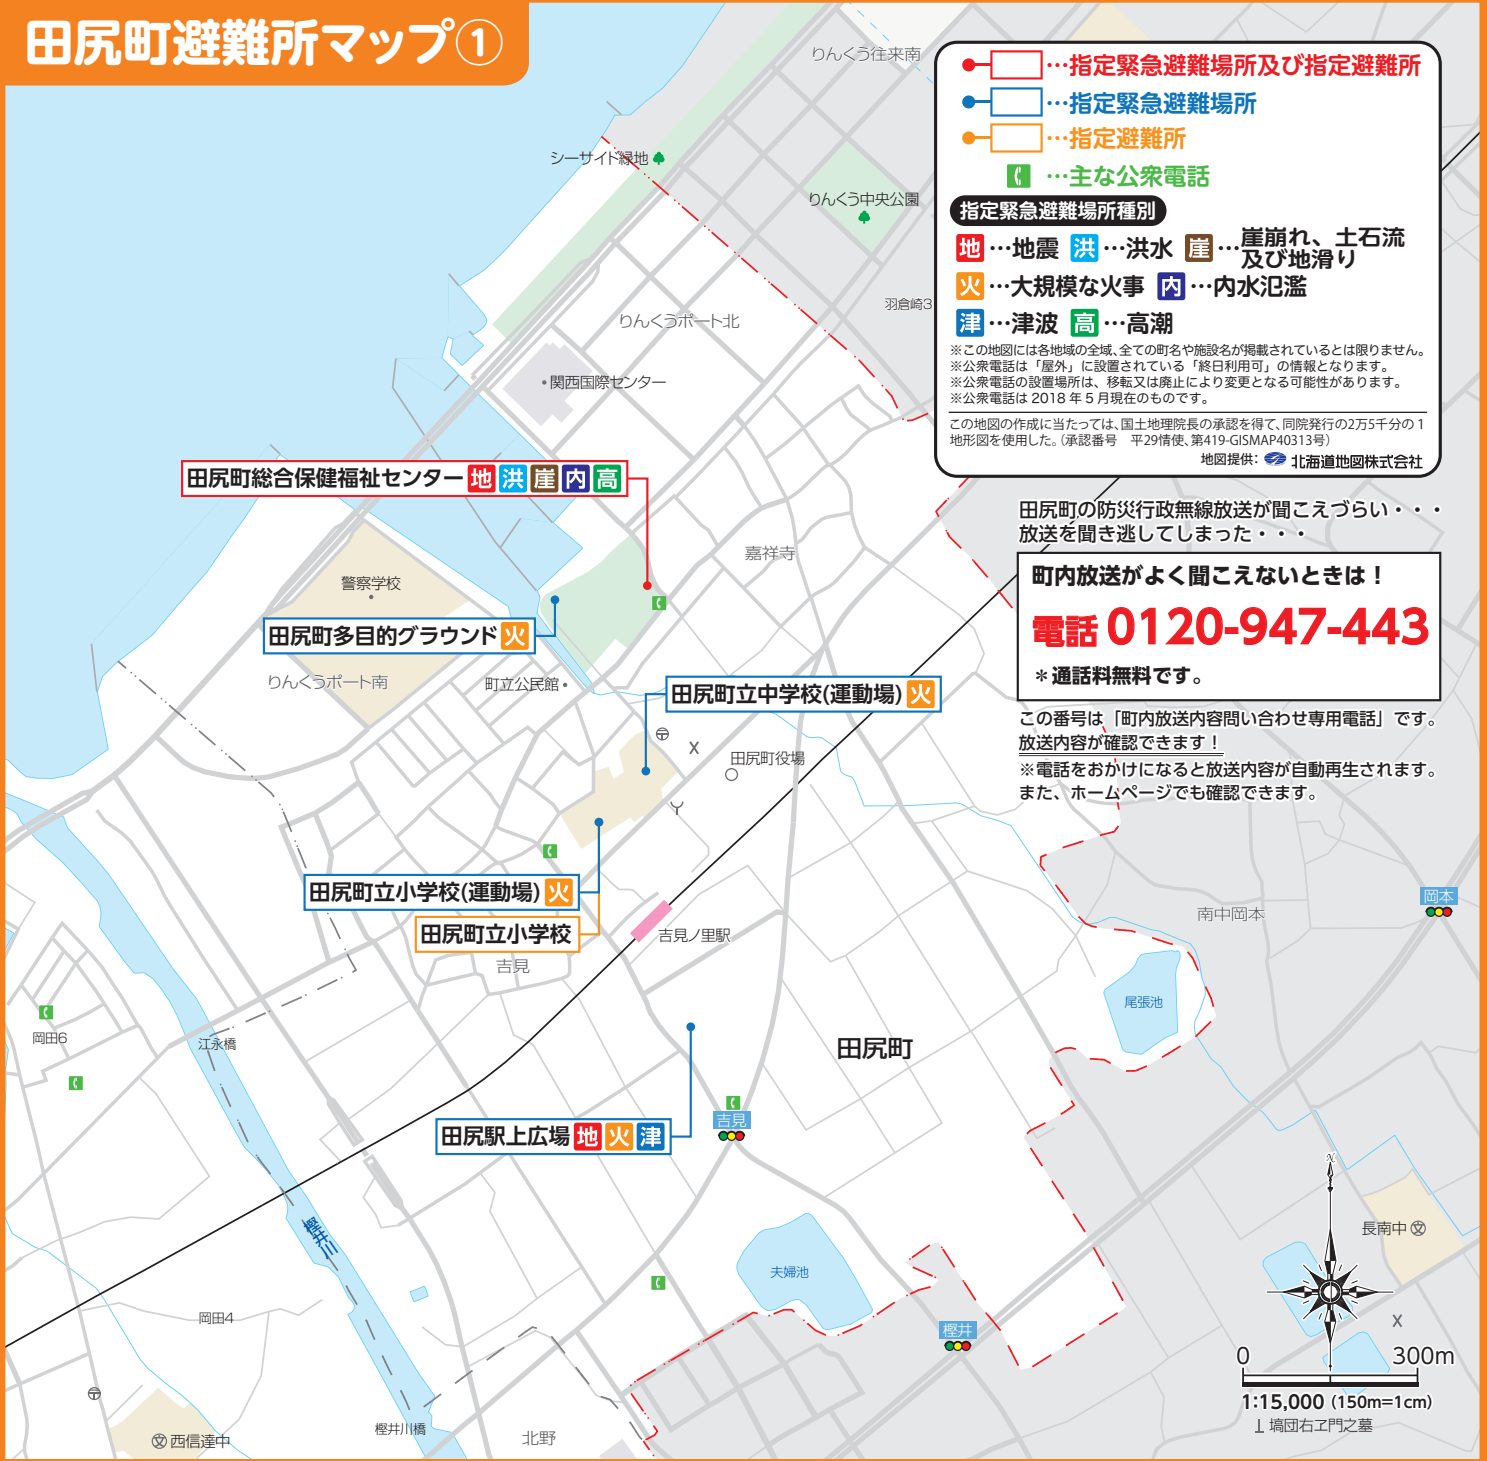 田尻町避難所マップ①
りんくう往来南
…指定緊急避難場所及び指定避難所
…指定緊急避難場所
…指定避難所
…主な公衆電話
指定緊急避難場所種別
地…地震 洪…洪水 崖…崖崩れ、土石流及び地滑り
火…大規模な火事 内…内水氾濫
津…津波 高…高潮
※この地図には各地域の全域、全ての町名や施設名が掲載されているとは限りません。
※公衆電話は「屋外」に設置されている「終日利用可」の情報となります。
※公衆電話の設置場所は、移転又は廃止により変更となる可能性があります。
※公衆電話は 2018 年 5 月現在のものです。
この地図の作成に当たっては、国土地理院長の承認を得て、同院発行の2万5千分の1
地形図を使用した。(承認番号 平29情使、第419-GISMAP40313号)
地図提供: 北海道地図株式会社
シーサイド緑地
りんくう中央公園
羽倉崎3
りんくうポート北
関西国際センター
田尻町総合保健福祉センター 地 洪 崖 内 高
嘉祥寺
田尻町の防災行政無線放送が聞こえづらい・・・
放送を聞き逃してしまった・・・
町内放送がよく聞こえないときは！
電話 0120-947-443
＊通話料無料です。
この番号は「町内放送内容問い合わせ専用電話」です。
放送内容が確認できます！
※電話をおかけになると放送内容が自動再生されます。
また、ホームページでも確認できます。
警察学校
田尻町多目的グラウンド 火
りんくうポート南
町立公民館
田尻町立中学校(運動場) 火
田尻町役場
田尻町立小学校(運動場) 火
田尻町立小学校
吉見ノ里駅
吉見
岡本
南中岡本
尾張池
岡田6
江永橋
田尻町
田尻駅上広場 地 火 津
吉見
樫井川
夫婦池
長南中
文
岡田4
樫井
N
0 300m
1:15,000 (150m=1cm)
塙団右ヱ門之墓
樫井川橋
北野
文
西信達中